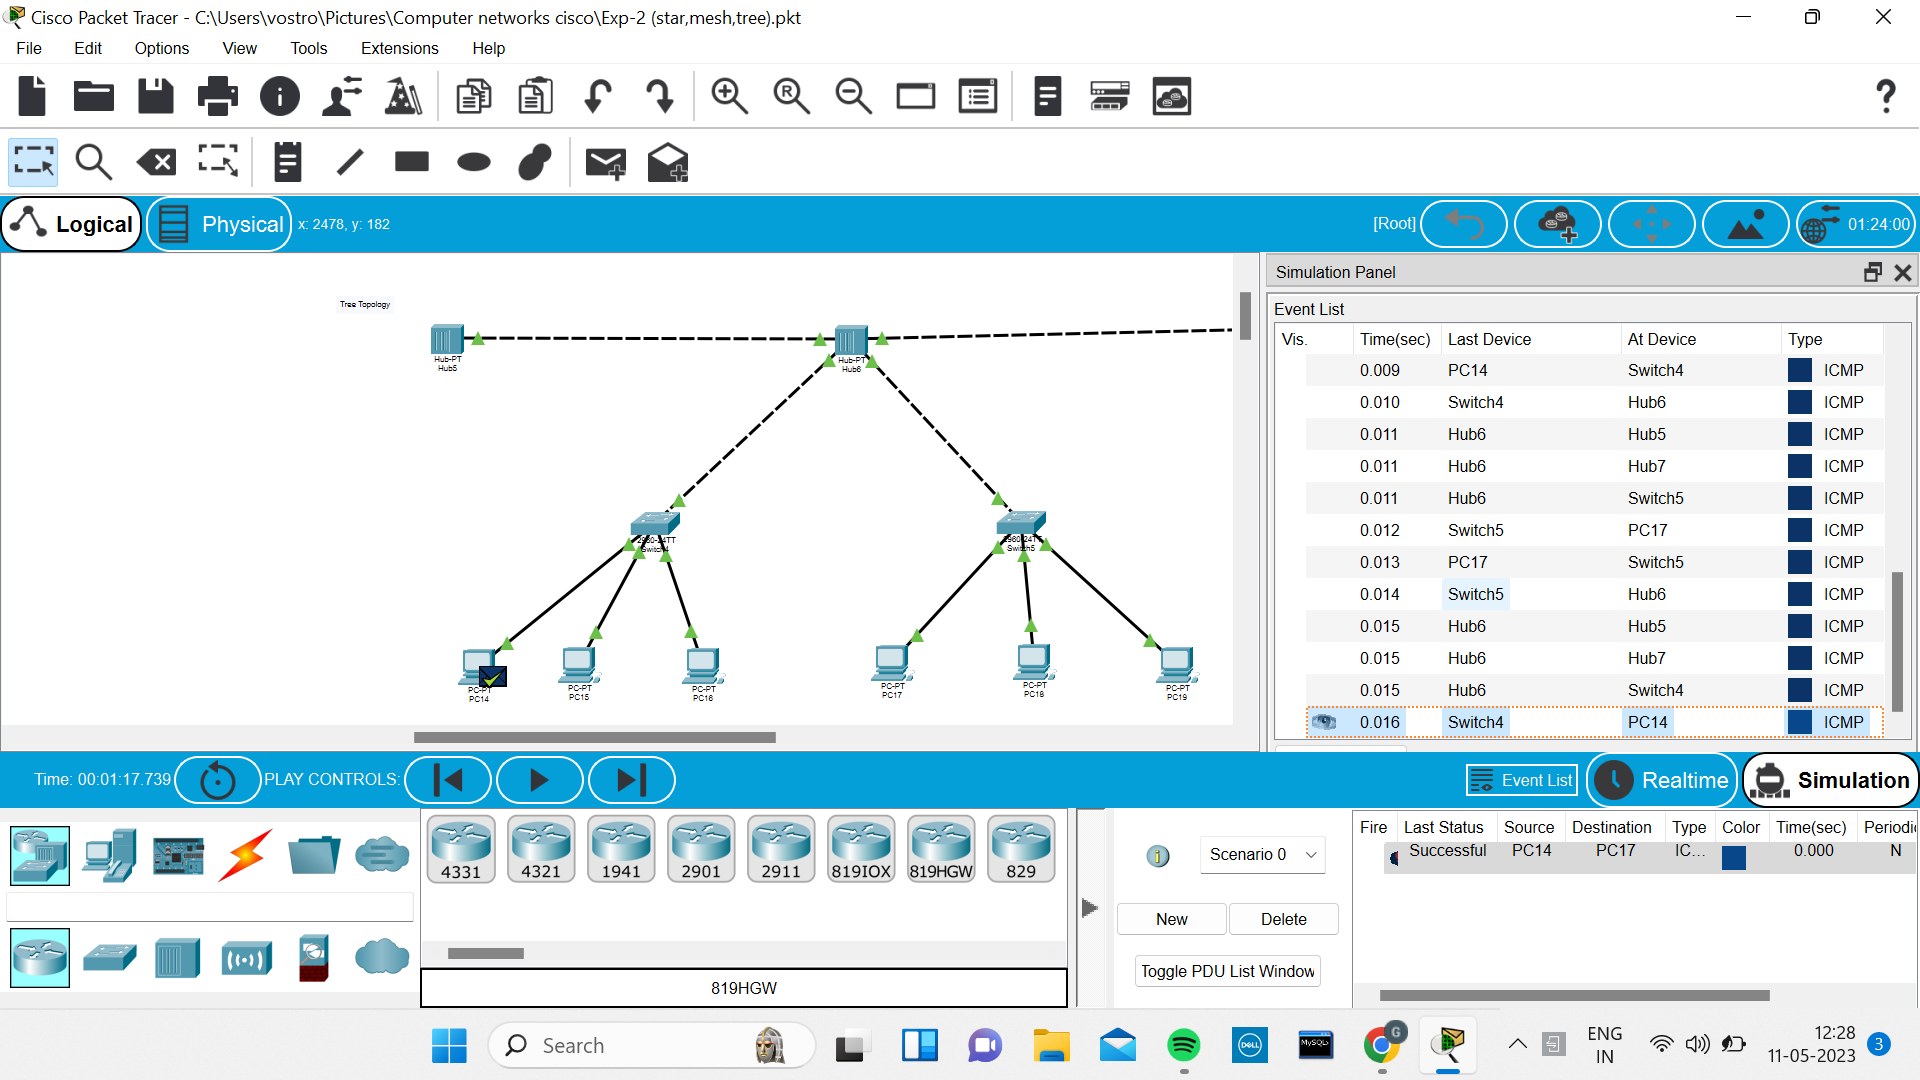 Cisco Packet Tracer - C:\Users\vostro\Pictures\Computer networks cisco\Exp-2 (star,mesh,tree).pkt
File Edit Options View Tools Extensions Help
Logical Physical x: 2478, y: 182 [Root] 01:24:00
Tree Topology
Hub-PT
Hub5
Hub-PT
Hub6
2960-24TT
Switch4
2960-24TT
Switch5
PC-PT
PC14
PC-PT
PC15
PC-PT
PC16
PC-PT
PC17
PC-PT
PC18
PC-PT
PC19
Simulation Panel
Event List
Vis. Time(sec) Last Device At Device Type
0.009 PC14 Switch4 ICMP
0.010 Switch4 Hub6 ICMP
0.011 Hub6 Hub5 ICMP
0.011 Hub6 Hub7 ICMP
0.011 Hub6 Switch5 ICMP
0.012 Switch5 PC17 ICMP
0.013 PC17 Switch5 ICMP
0.014 Switch5 Hub6 ICMP
0.015 Hub6 Hub5 ICMP
0.015 Hub6 Hub7 ICMP
0.015 Hub6 Switch4 ICMP
0.016 Switch4 PC14 ICMP
Time: 00:01:17.739 PLAY CONTROLS: Event List Realtime Simulation
4331 4321 1941 2901 2911 819IOX 819HGW 829
819HGW
Scenario 0
New Delete
Toggle PDU List Window
Fire Last Status Source Destination Type Color Time(sec) Periodic
Successful PC14 PC17 IC... 0.000 N
Search
DELL
MySQL
G
ENG
IN
12:28
11-05-2023
3